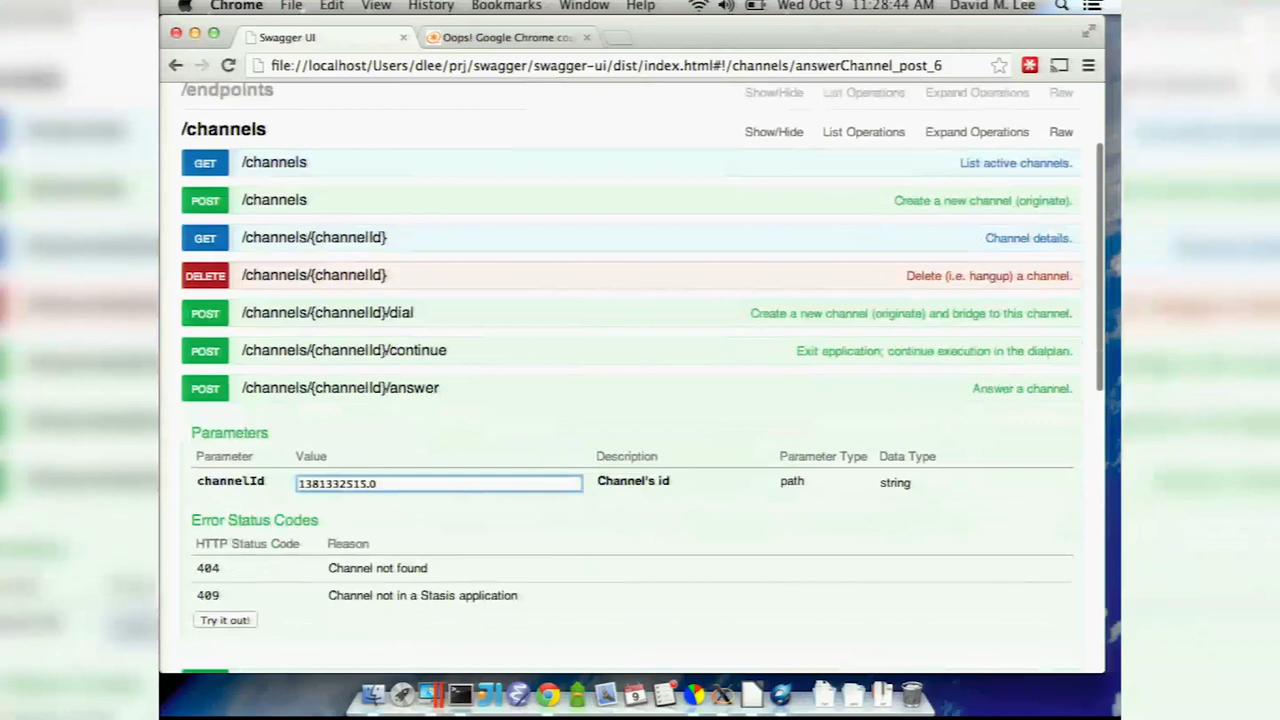 Chrome File Edit View History Bookmarks Window Help Wed Oct 9 11:28:44 AM David M. Lee
Swagger UI Oops! Google Chrome cou
file://localhost/Users/dlee/prj/swagger/swagger-ui/dist/index.html#!/channels/answerChannel_post_6
/endpoints Show/Hide List Operations Expand Operations Raw
/channels Show/Hide List Operations Expand Operations Raw
GET /channels List active channels.
POST /channels Create a new channel (originate).
GET /channels/{channelId} Channel details.
DELETE /channels/{channelId} Delete (i.e. hangup) a channel.
POST /channels/{channelId}/dial Create a new channel (originate) and bridge to this channel.
POST /channels/{channelId}/continue Exit application; continue execution in the dialplan.
POST /channels/{channelId}/answer Answer a channel.
Parameters
Parameter Value Description Parameter Type Data Type
channelId 1381332515.0 Channel's id path string
Error Status Codes
HTTP Status Code Reason
404 Channel not found
409 Channel not in a Stasis application
Try it out!
9